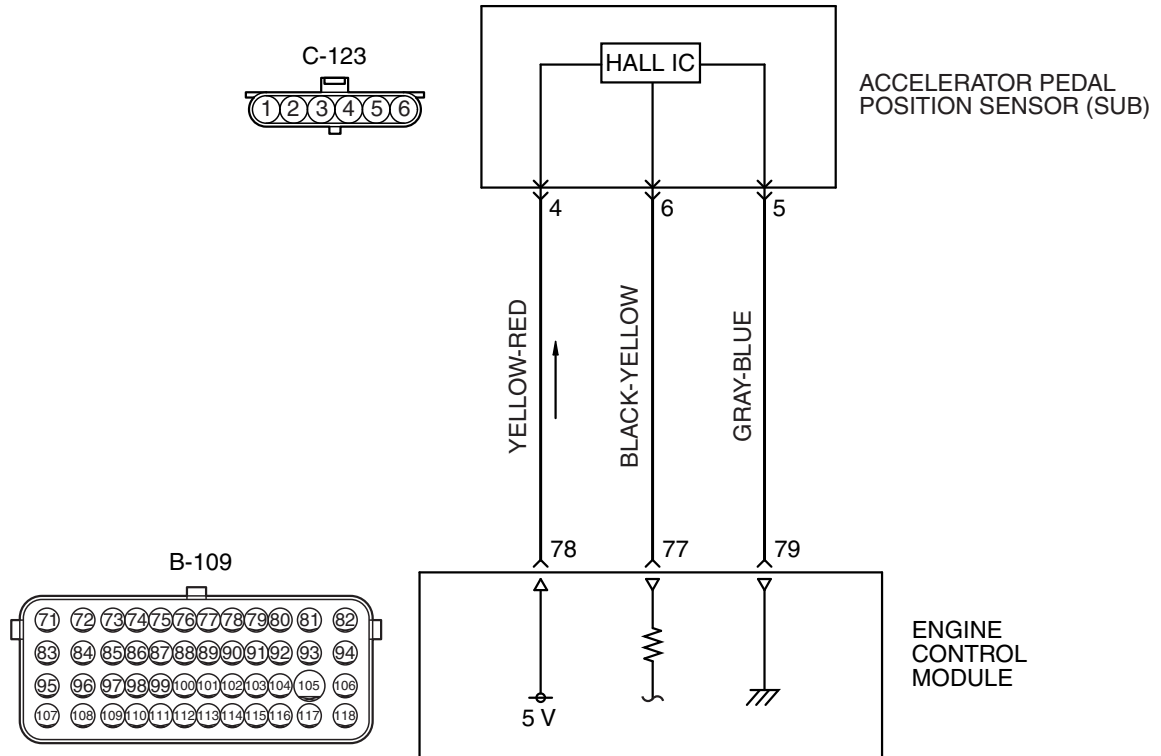 C-123
1 2 3 4 5 6
HALL IC
ACCELERATOR PEDAL
POSITION SENSOR (SUB)
4 6 5
YELLOW-RED
BLACK-YELLOW
GRAY-BLUE
78 77 79
B-109
71 72 73 74 75 76 77 78 79 80 81 82
83 84 85 86 87 88 89 90 91 92 93 94
95 96 97 98 99 100 101 102 103 104 105 106
107 108 109 110 111 112 113 114 115 116 117 118
5 V
ENGINE
CONTROL
MODULE